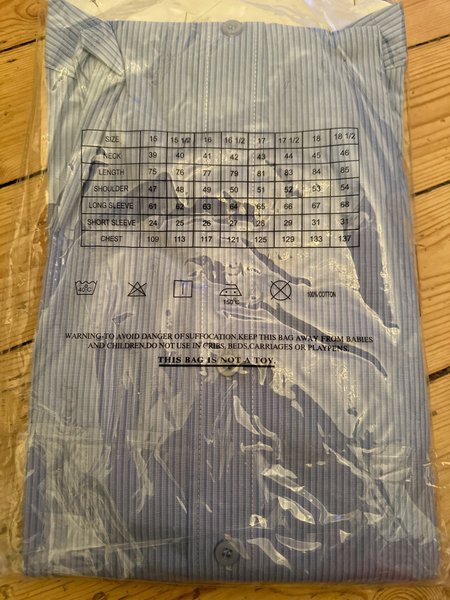 SIZE 15 15 1/2 16 16 1/2 17 17 1/2 18 18 1/2
NECK 39 40 41 42 43 44 45 46
LENGTH 75 76 77 79 81 83 84 85
SHOULDER 47 48 49 50 51 52 53 54
LONG SLEEVE 61 62 63 64 65 66 67 68
SHORT SLEEVE 24 25 26 27 28 29 31 31
CHEST 109 113 117 121 125 129 133 137
40°C 150°C 100% COTTON
WARNING-TO AVOID DANGER OF SUFFOCATION,KEEP THIS BAG AWAY FROM BABIES
AND CHILDREN.DO NOT USE IN CRIBS, BEDS,CARRIAGES OR PLAYPENS.
THIS BAG IS NOT A TOY.